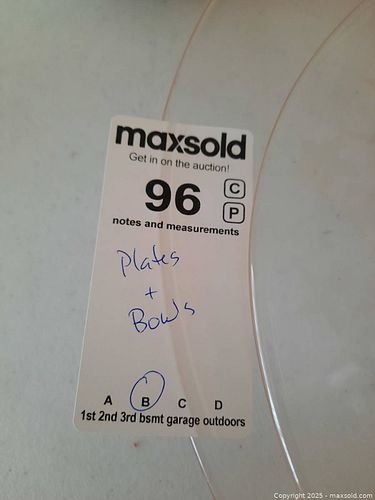 maxsold
Get in on the auction!
96 C
P
notes and measurements
Plates
+
Bowls
A B C D
1st 2nd 3rd bsmt garage outdoors
Copyright © 2025 - maxsold.com